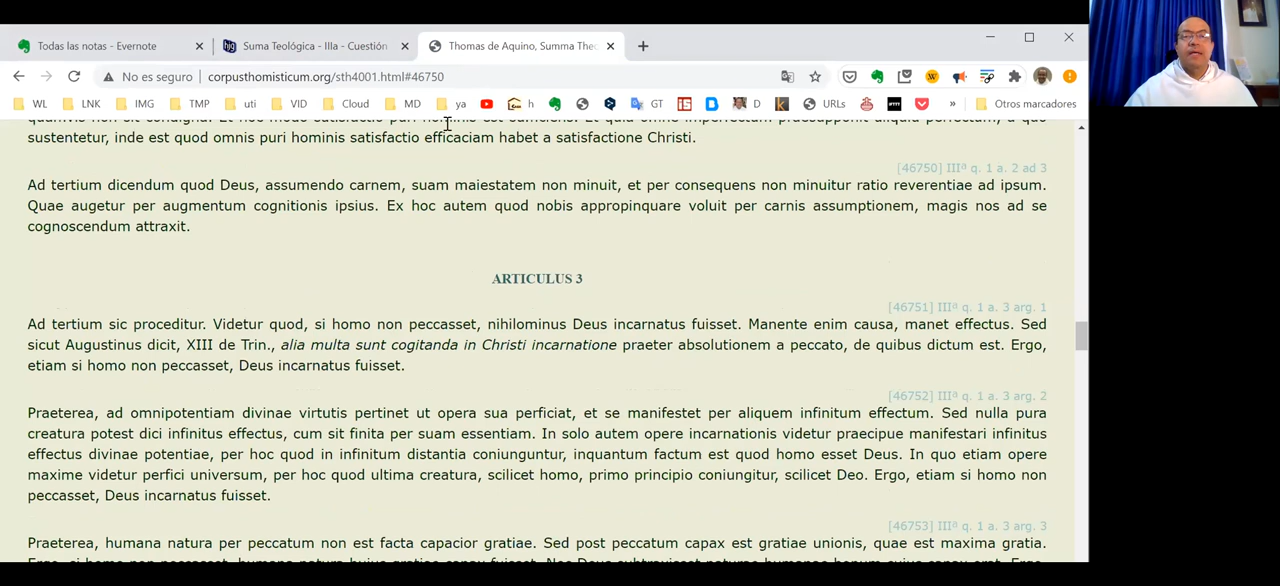 Todas las notas - Evernote
Suma Teológica - IIIa - Cuestión
Thomas de Aquino, Summa Theo
No es seguro
corpusthomisticum.org/sth4001.html#46750
WL
LNK
IMG
TMP
uti
VID
Cloud
MD
ya
h
GT
D
URLs
»
Otros marcadores
sustentetur, inde est quod omnis puri hominis satisfactio efficaciam habet a satisfactione Christi.
[46750] IIIª q. 1 a. 2 ad 3
Ad tertium dicendum quod Deus, assumendo carnem, suam maiestatem non minuit, et per consequens non minuitur ratio reverentiae ad ipsum.
Quae augetur per augmentum cognitionis ipsius. Ex hoc autem quod nobis appropinquare voluit per carnis assumptionem, magis nos ad se
cognoscendum attraxit.
ARTICULUS 3
[46751] IIIª q. 1 a. 3 arg. 1
Ad tertium sic proceditur. Videtur quod, si homo non peccasset, nihilominus Deus incarnatus fuisset. Manente enim causa, manet effectus. Sed
sicut Augustinus dicit, XIII de Trin., alia multa sunt cogitanda in Christi incarnatione praeter absolutionem a peccato, de quibus dictum est. Ergo,
etiam si homo non peccasset, Deus incarnatus fuisset.
[46752] IIIª q. 1 a. 3 arg. 2
Praeterea, ad omnipotentiam divinae virtutis pertinet ut opera sua perficiat, et se manifestet per aliquem infinitum effectum. Sed nulla pura
creatura potest dici infinitus effectus, cum sit finita per suam essentiam. In solo autem opere incarnationis videtur praecipue manifestari infinitus
effectus divinae potentiae, per hoc quod in infinitum distantia coniunguntur, inquantum factum est quod homo esset Deus. In quo etiam opere
maxime videtur perfici universum, per hoc quod ultima creatura, scilicet homo, primo principio coniungitur, scilicet Deo. Ergo, etiam si homo non
peccasset, Deus incarnatus fuisset.
[46753] IIIª q. 1 a. 3 arg. 3
Praeterea, humana natura per peccatum non est facta capacior gratiae. Sed post peccatum capax est gratiae unionis, quae est maxima gratia.